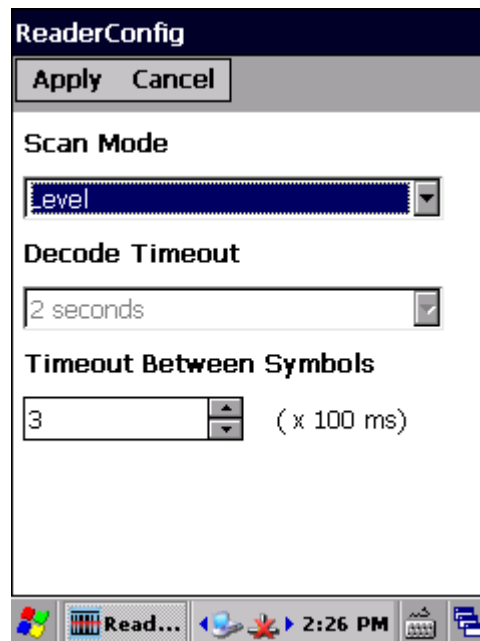 ReaderConfig
Apply Cancel
Scan Mode
Level
Decode Timeout
2 seconds
Timeout Between Symbols
3 ( x 100 ms)
Read... 2:26 PM